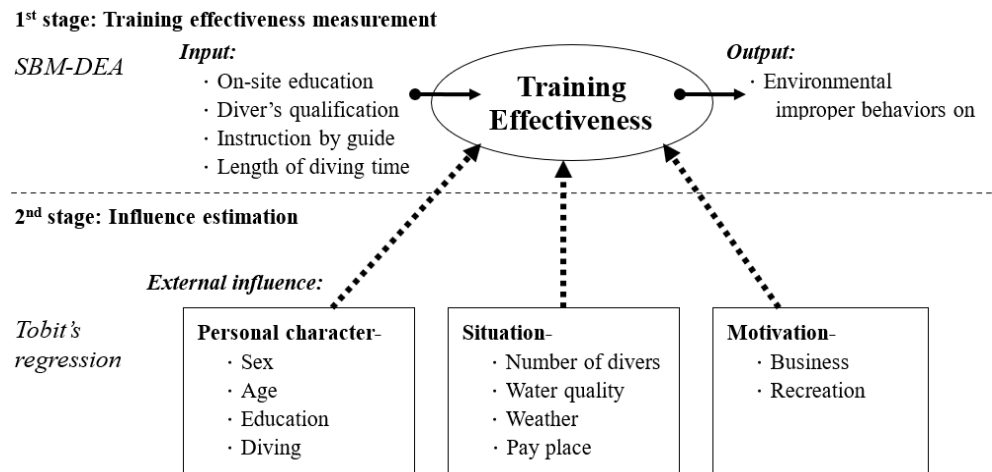 1st stage: Training effectiveness measurement
SBM-DEA
Input:
· On-site education
· Diver's qualification
· Instruction by guide
· Length of diving time
Training
Effectiveness
Output:
· Environmental
improper behaviors on
2nd stage: Influence estimation
External influence:
Tobit's
regression
Personal character-
· Sex
· Age
· Education
· Diving
Situation-
· Number of divers
· Water quality
· Weather
· Pay place
Motivation-
· Business
· Recreation